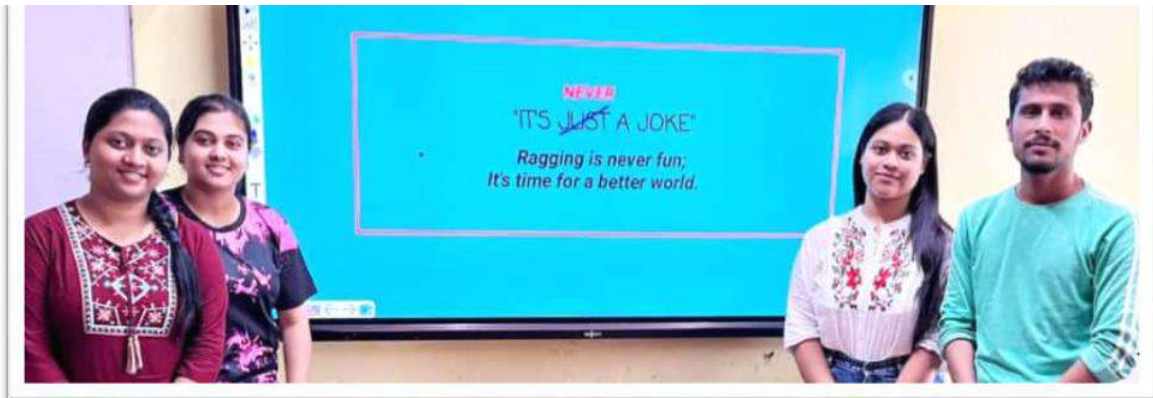 NEVER
"IT'S JUST A JOKE"
Ragging is never fun;
It's time for a better world.